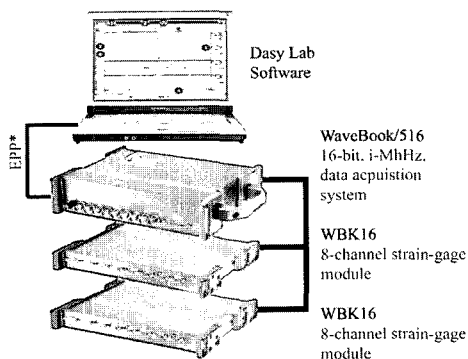 Dasy Lab
Software
EPP*
WaveBook/516
16-bit. i-MhHz.
data acpuistion
system
WBK16
8-channel strain-gage
module
WBK16
8-channel strain-gage
module